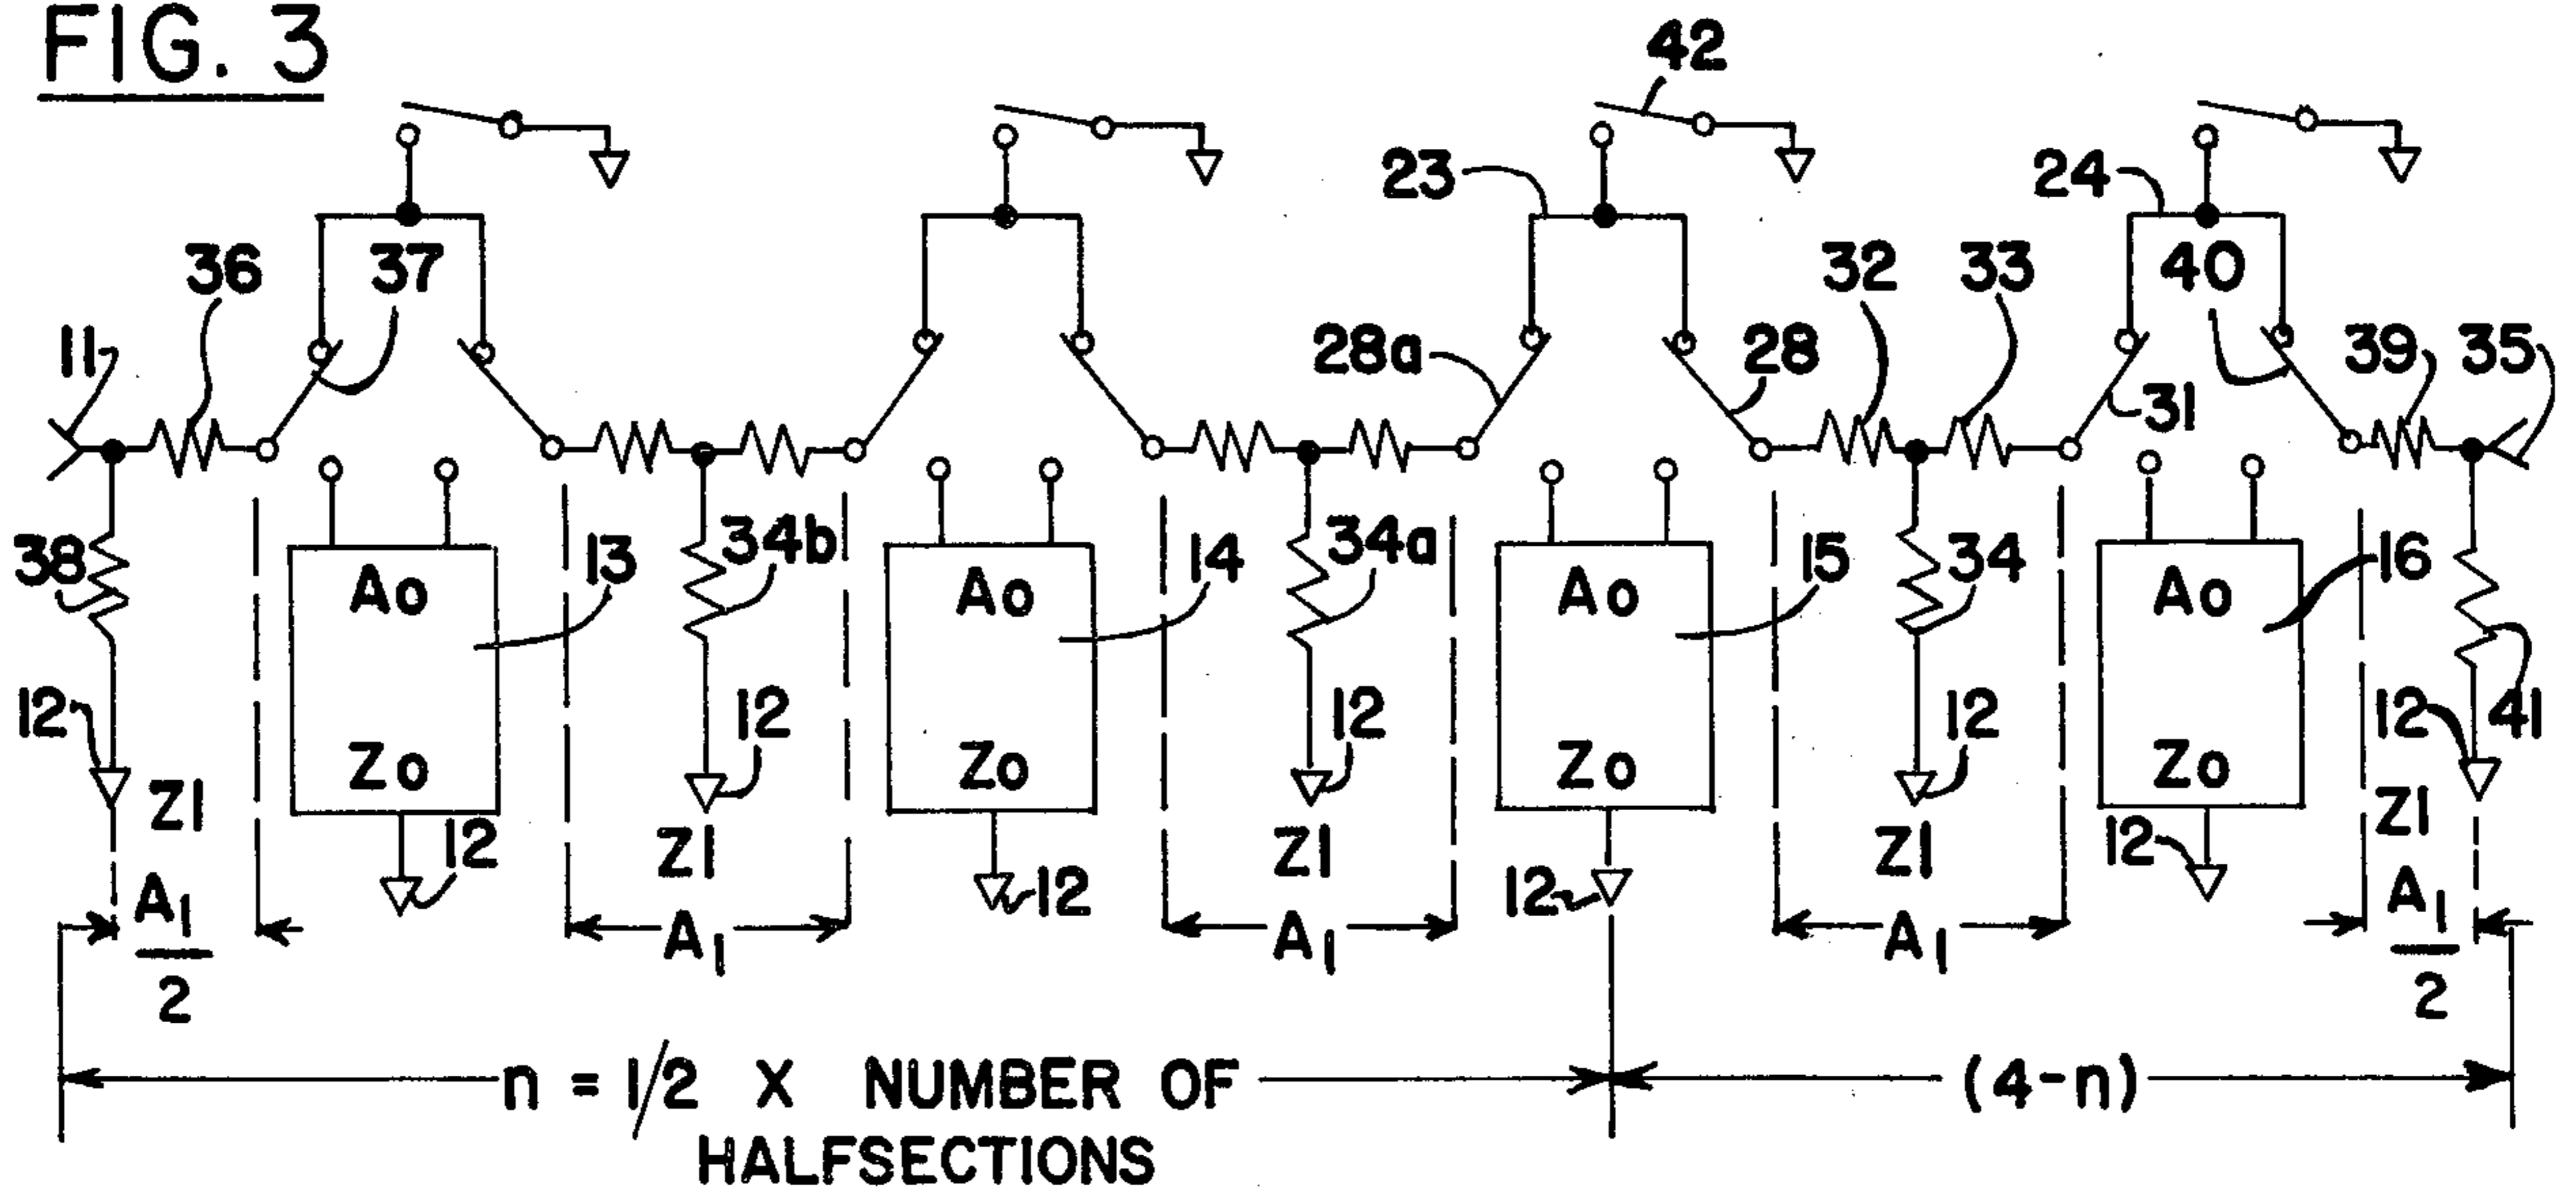 FIG. 3
42
23
24
36
37
32
33
40
11
28a
28
31
39
35
38
34b
13
34a
14
34
15
16
41
Ao
Ao
Ao
Ao
12
12
12
12
12
Zo
Zo
Zo
Zo
Z1
Z1
Z1
Z1
Z1
12
12
12
12
A1/2
A1
A1
A1
A1/2
n = 1/2 X NUMBER OF
HALFSECTIONS
(4-n)